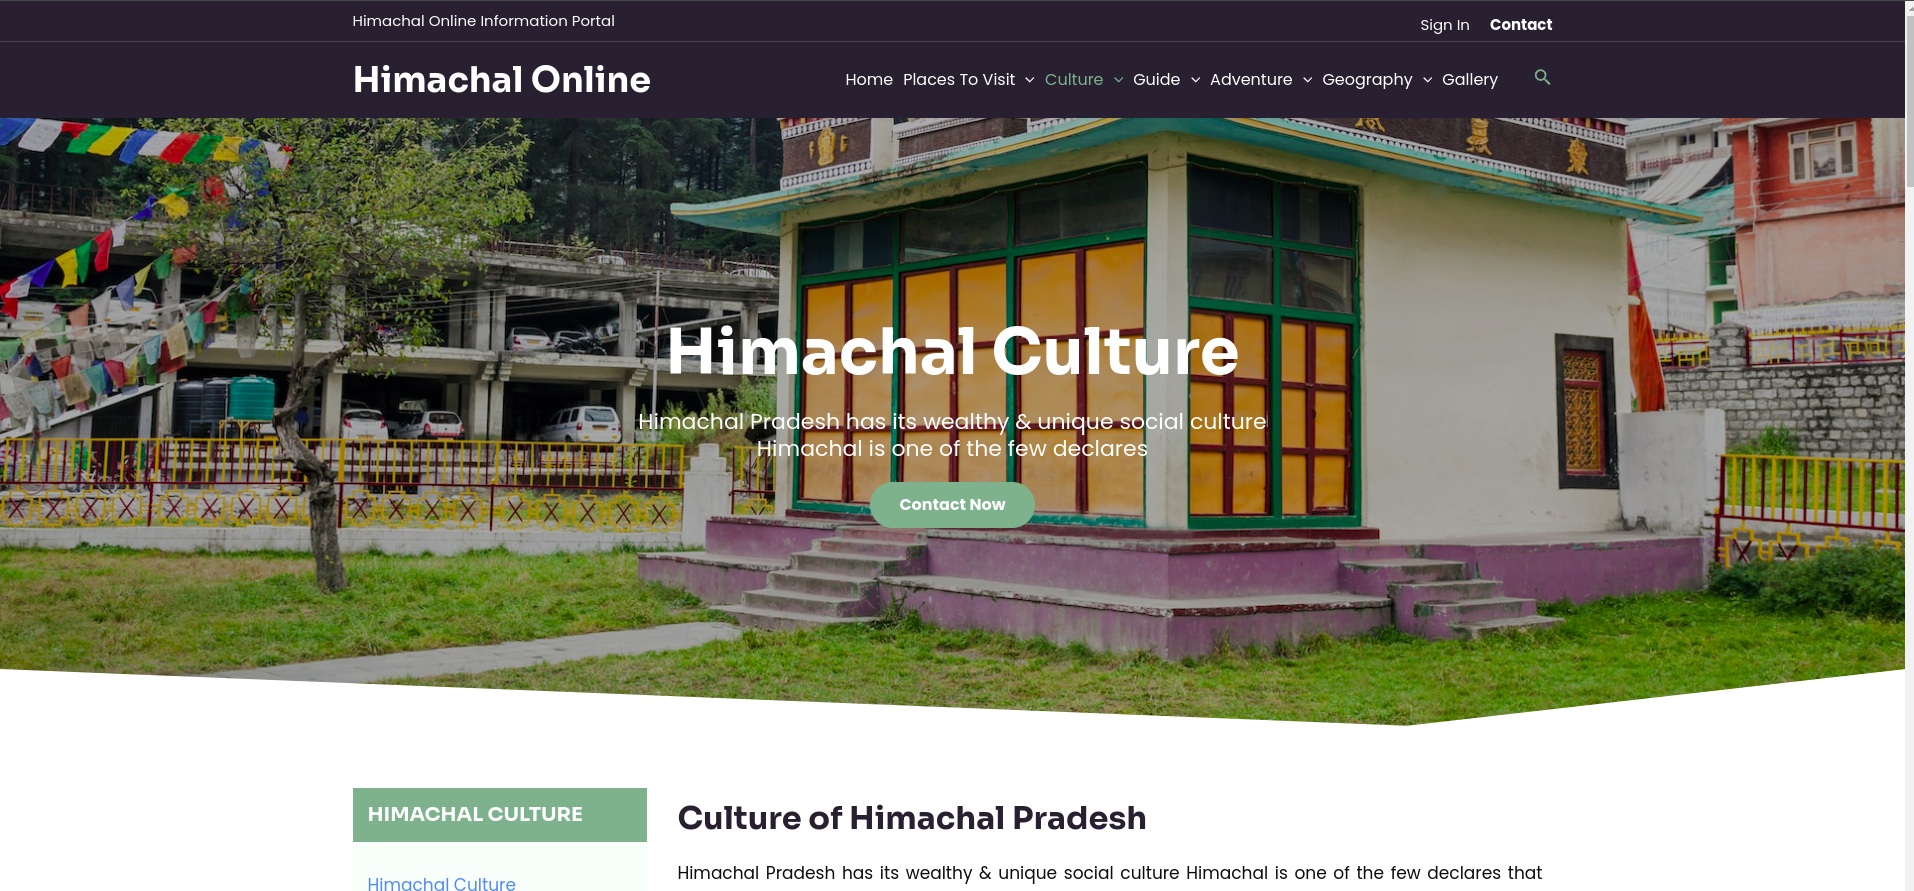 Himachal Online Information Portal
Sign In Contact
Himachal Online
Home Places To Visit Culture Guide Adventure Geography Gallery
Himachal Culture
Himachal Pradesh has its wealthy & unique social culture
Himachal is one of the few declares
Contact Now
HIMACHAL CULTURE
Himachal Culture
Culture of Himachal Pradesh
Himachal Pradesh has its wealthy & unique social culture Himachal is one of the few declares that